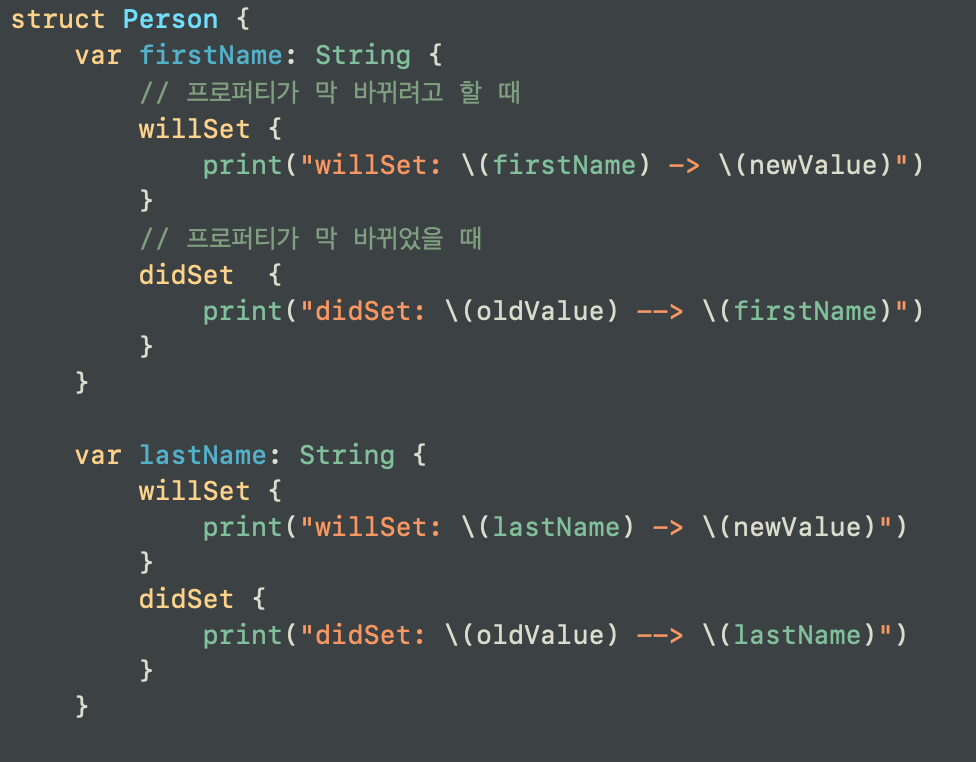 struct Person {
    var firstName: String {
        // 프로퍼티가 막 바뀌려고 할 때
        willSet {
            print("willSet: \(firstName) -> \(newValue)")
        }
        // 프로퍼티가 막 바뀌었을 때
        didSet  {
            print("didSet: \(oldValue) --> \(firstName)")
        }
    }

    var lastName: String {
        willSet {
            print("willSet: \(lastName) -> \(newValue)")
        }
        didSet {
            print("didSet: \(oldValue) --> \(lastName)")
        }
    }